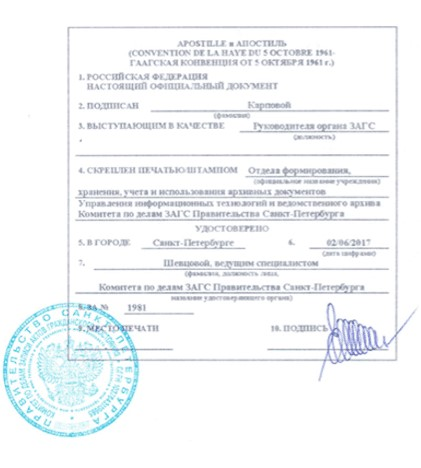 APOSTILLE и АПОСТИЛЬ
(CONVENTION DE LA HAYE DU 5 OCTOBRE 1961-
ГААГСКАЯ КОНВЕНЦИЯ ОТ 5 ОКТЯБРЯ 1961 г.)
1. РОССИЙСКАЯ ФЕДЕРАЦИЯ
НАСТОЯЩИЙ ОФИЦИАЛЬНЫЙ ДОКУМЕНТ
2. ПОДПИСАН Карповой
(фамилия)
3. ВЫСТУПАЮЩИМ В КАЧЕСТВЕ Руководителя органа ЗАГС
(должность)
4. СКРЕПЛЕН ПЕЧАТЬЮ/ШТАМПОМ Отдела формирования,
(официальное название учреждения)
хранения, учета и использования архивных документов
Управления информационных технологий и ведомственного архива
Комитета по делам ЗАГС Правительства Санкт-Петербурга
УДОСТОВЕРЕНО
5. В ГОРОДЕ Санкт-Петербурге 6. 02/06/2017
(дата цифрами)
7. Шевцовой, ведущим специалистом
(фамилия, должность лица,
Комитета по делам ЗАГС Правительства Санкт-Петербурга
название удостоверяющего органа)
8. ЗА № 1981
9. МЕСТО ПЕЧАТИ 10. ПОДПИСЬ
ПРАВИТЕЛЬСТВО САНКТ-ПЕТЕРБУРГА